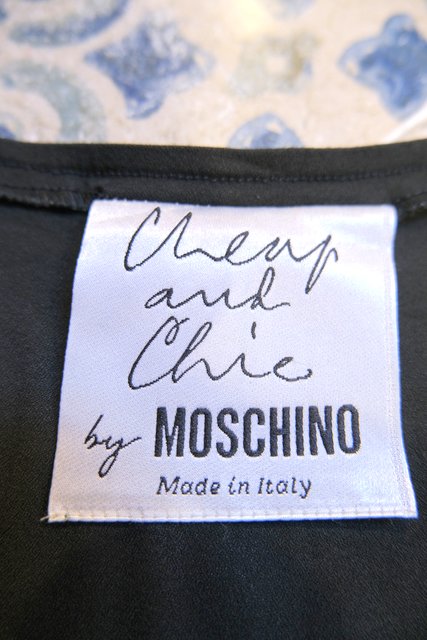 Cheap
and
Chic
by MOSCHINO
Made in Italy